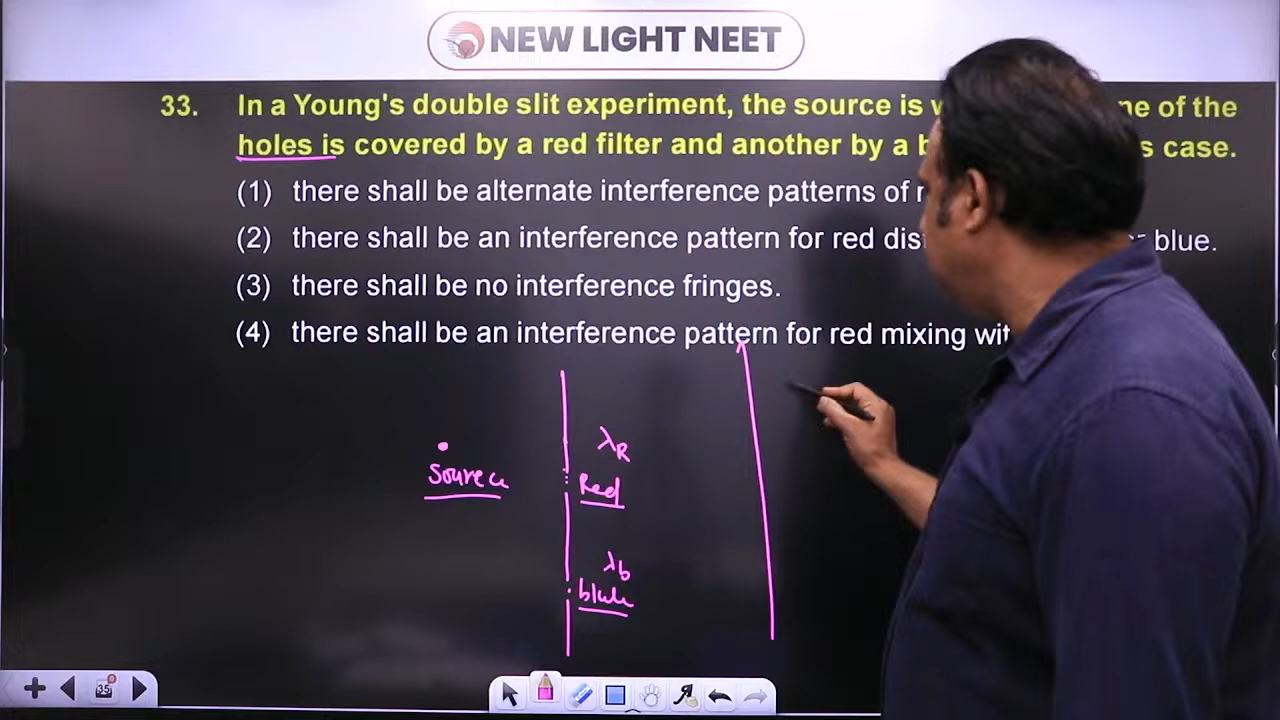 NEW LIGHT NEET
33. In a Young's double slit experiment, the source is of the
holes is covered by a red filter and another by a case.
(1) there shall be alternate interference patterns of
(2) there shall be an interference pattern for red blue.
(3) there shall be no interference fringes.
(4) there shall be an interference pattern for red mixing
λR
Source
Red
λb
blue
35